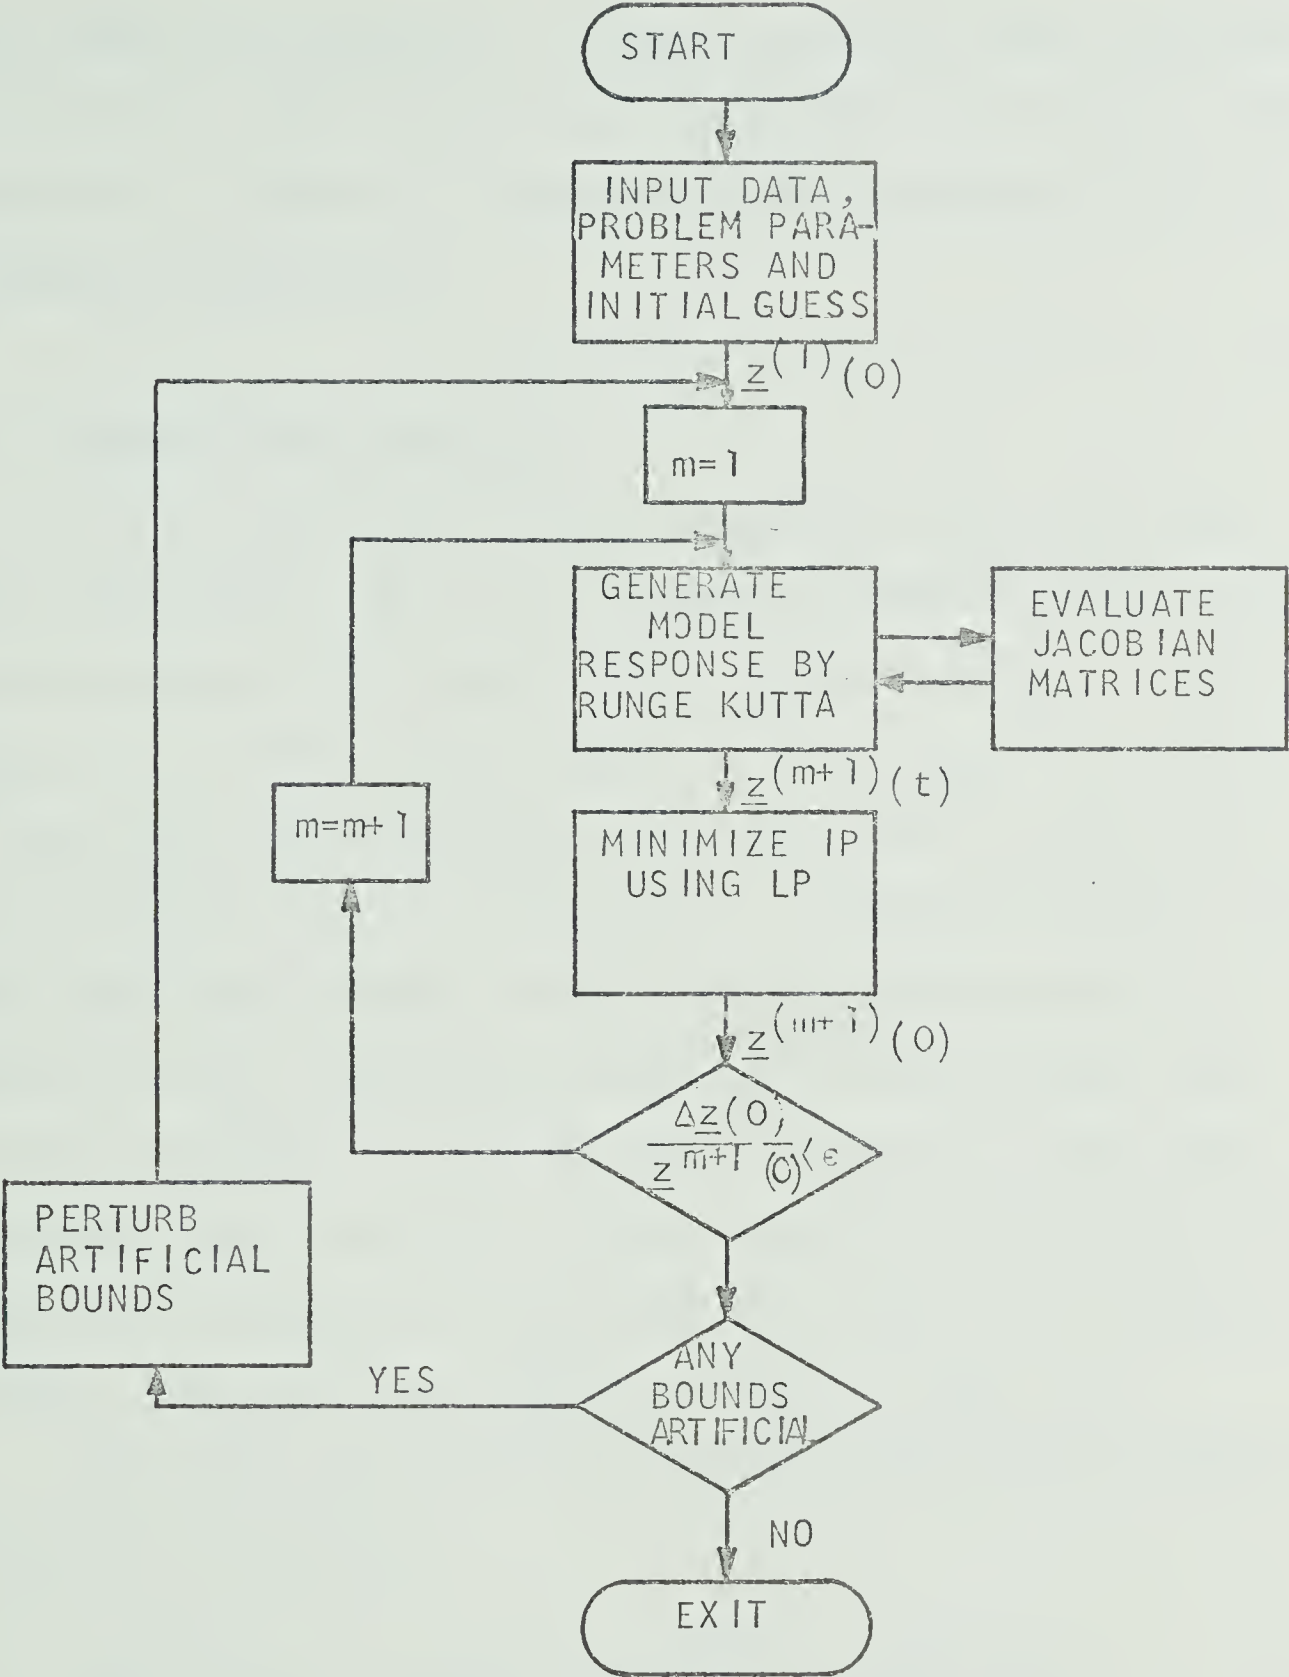 START
INPUT DATA,
PROBLEM PARA-
METERS AND
INITIAL GUESS
z^(1)(0)
m=1
GENERATE
MODEL
RESPONSE BY
RUNGE KUTTA
EVALUATE
JACOBIAN
MATRICES
z^(m+1)(t)
m=m+1
MINIMIZE IP
USING LP
z^(m+1)(0)
Δz(0)
z^m+1(0) < ϵ
PERTURB
ARTIFICIAL
BOUNDS
YES
ANY
BOUNDS
ARTIFICIAL
NO
EXIT